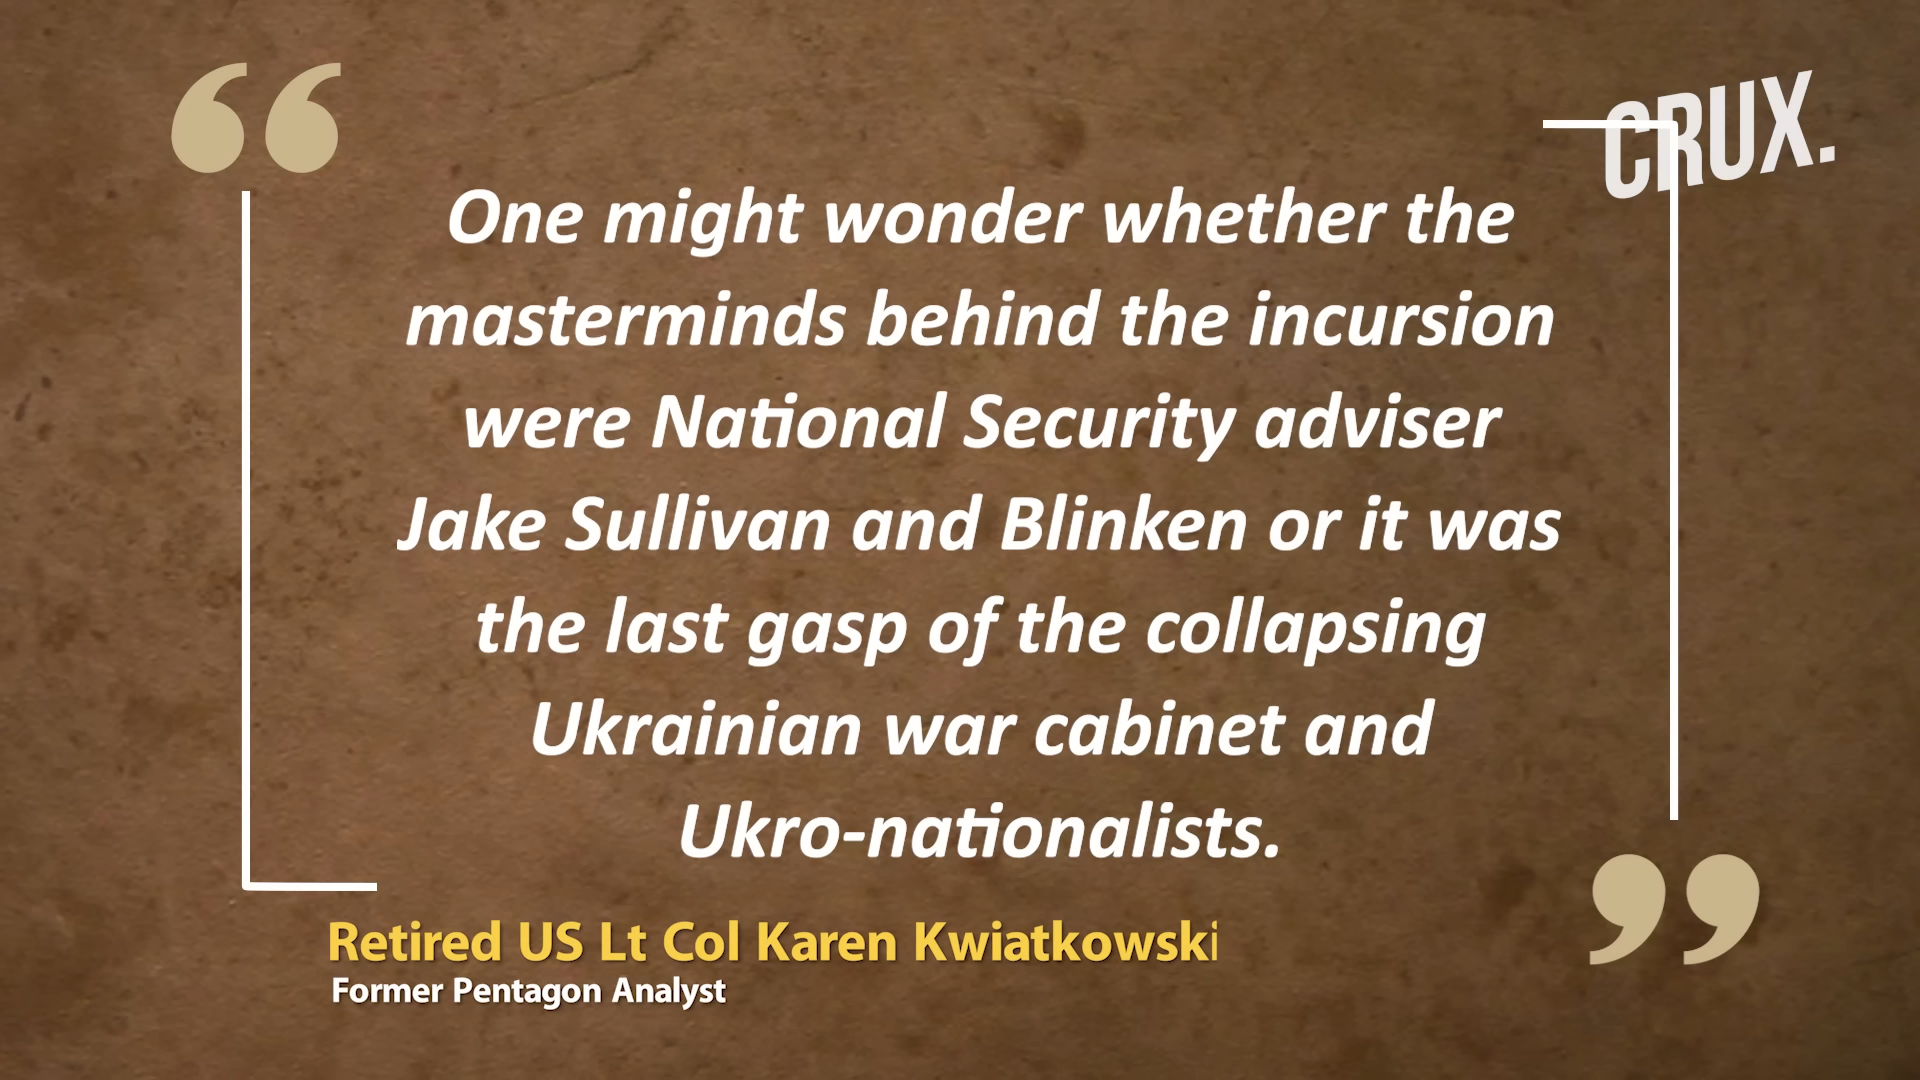 CRUX.
One might wonder whether the
masterminds behind the incursion
were National Security adviser
Jake Sullivan and Blinken or it was
the last gasp of the collapsing
Ukrainian war cabinet and
Ukro-nationalists.
Retired US Lt Col Karen Kwiatkowski
Former Pentagon Analyst